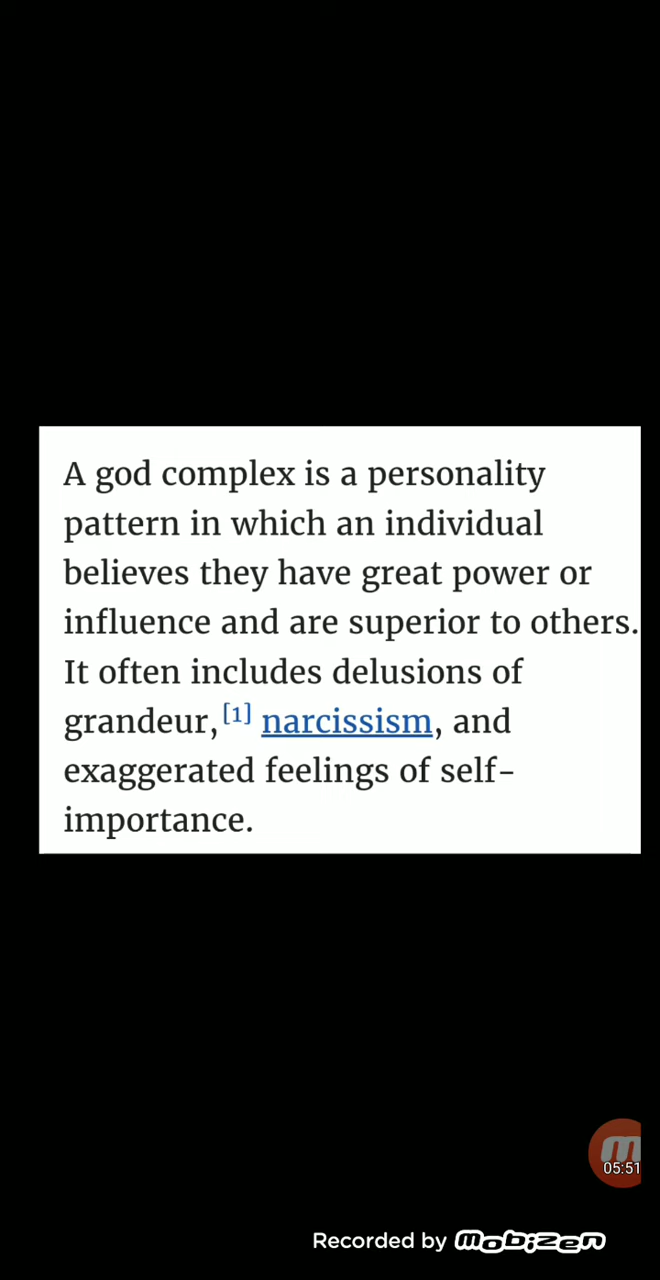 A god complex is a personality
pattern in which an individual
believes they have great power or
influence and are superior to others.
It often includes delusions of
grandeur,[1] narcissism, and
exaggerated feelings of self-
importance.
05:51
Recorded by mobizen